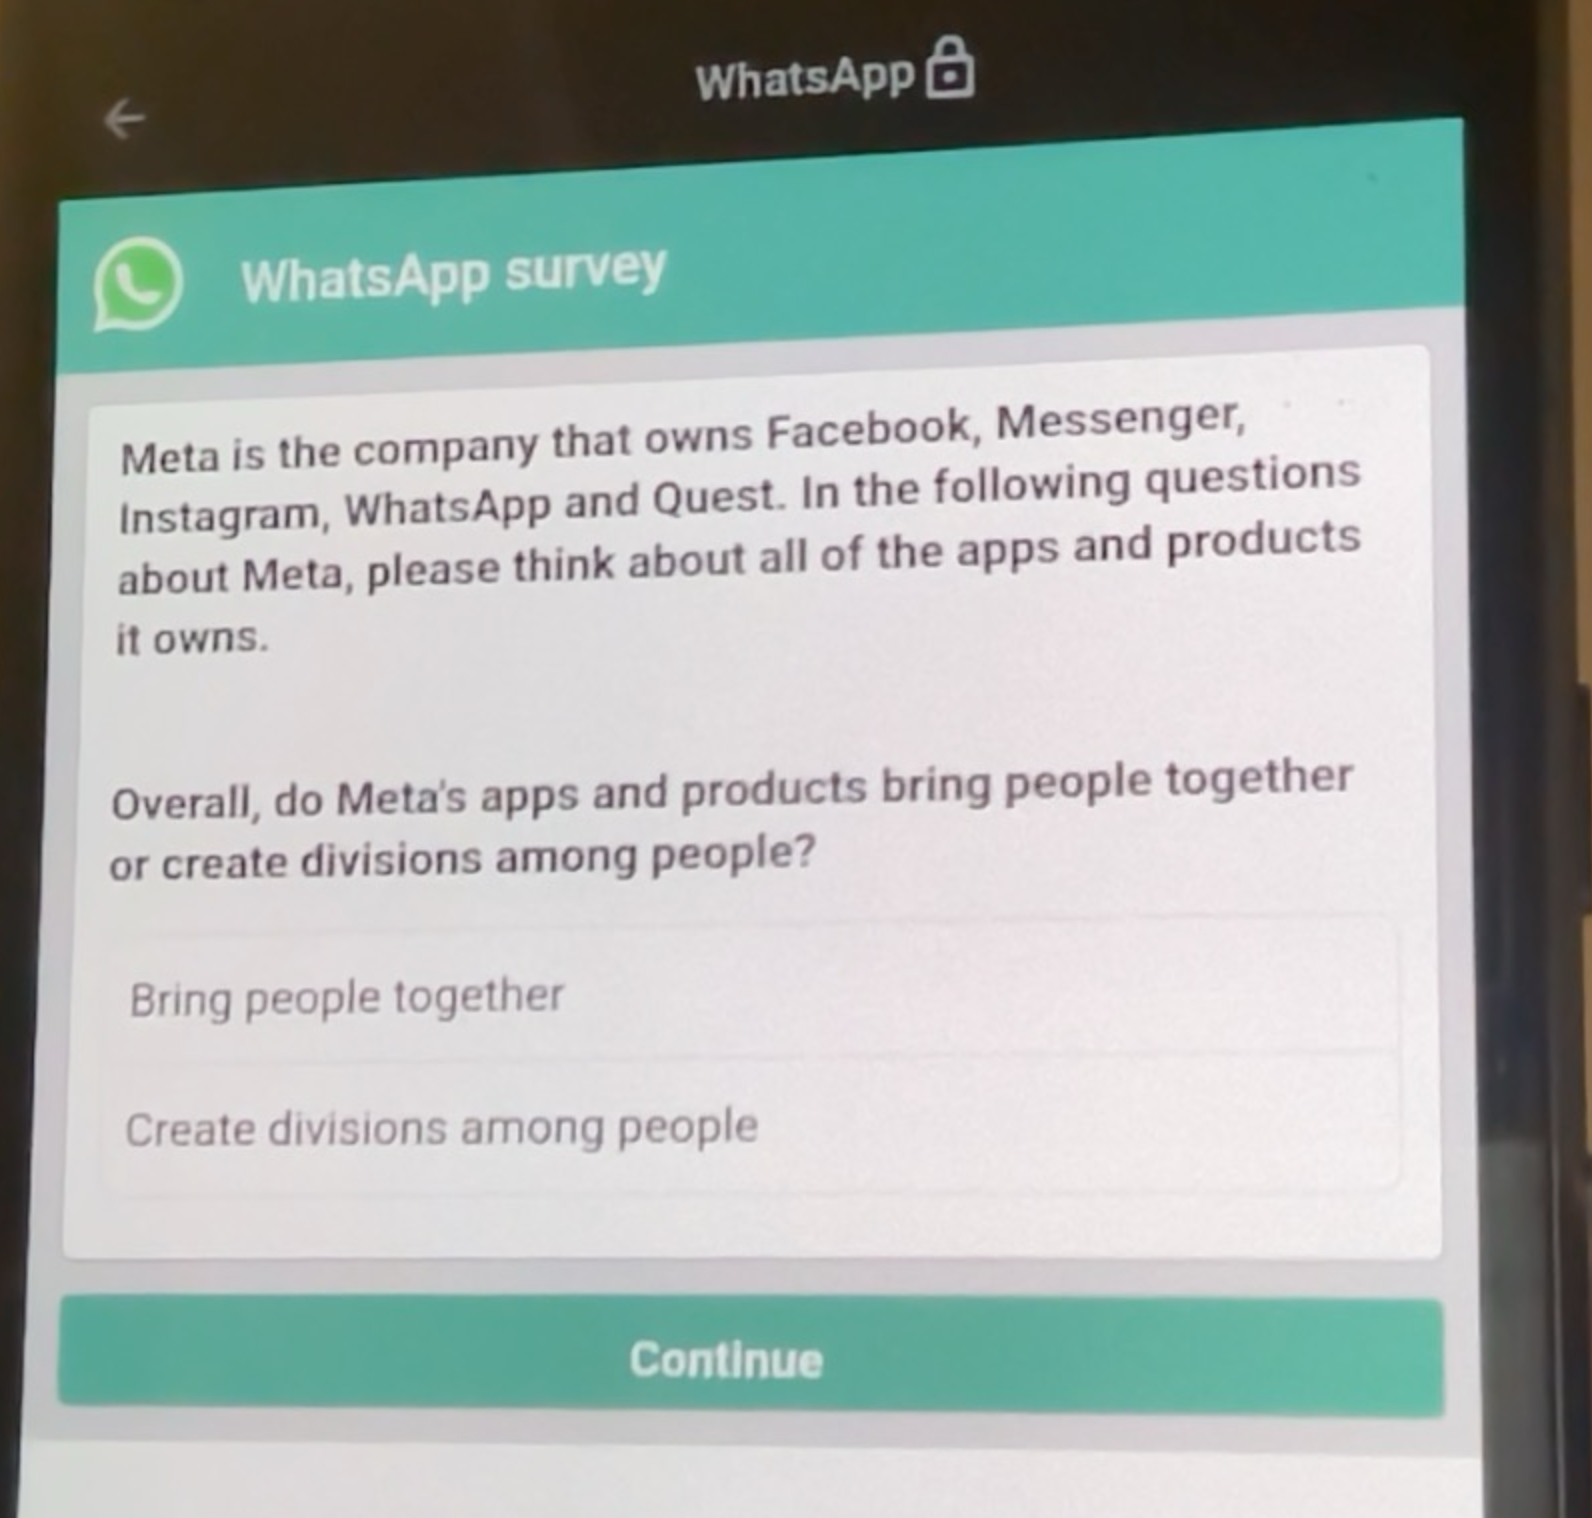 WhatsApp
WhatsApp survey
Meta is the company that owns Facebook, Messenger,
Instagram, WhatsApp and Quest. In the following questions
about Meta, please think about all of the apps and products
it owns.
Overall, do Meta's apps and products bring people together
or create divisions among people?
Bring people together
Create divisions among people
Continue